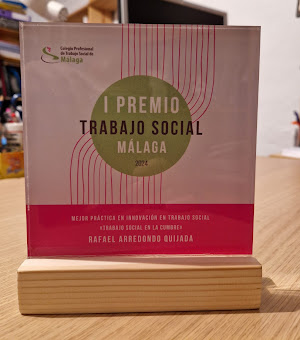 Colegio Profesional
de Trabajo Social de
Málaga
I PREMIO
TRABAJO SOCIAL
MÁLAGA
2024
MEJOR PRÁCTICA EN INNOVACIÓN EN TRABAJO SOCIAL
«TRABAJO SOCIAL EN LA CUMBRE»
RAFAEL ARREDONDO QUIJADA